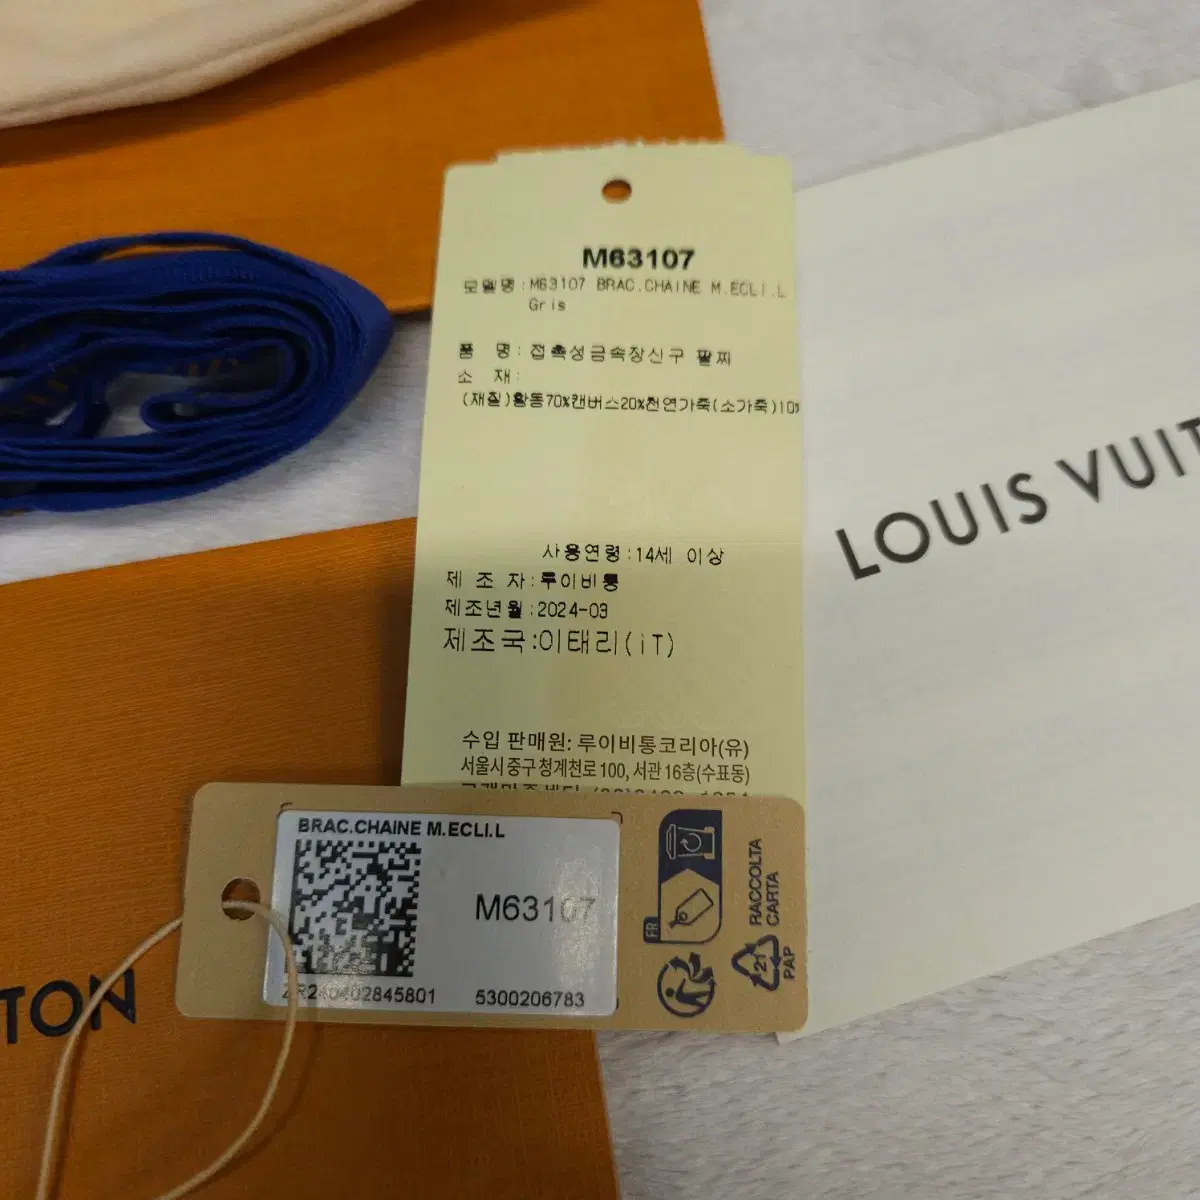 M63107
모델명:M63107 BRAC.CHAINE M.ECLI.L
Gris
품 명:접촉성금속장신구 팔찌
소 재:
(재질)황동70%캔버스20%천연가죽(소가죽)10%
사용연령:14세 이상
제 조 자:루이비통
제조년월:2024-03
제조국:이태리(iT)
수입 판매원: 루이비통코리아(유)
서울시 중구 청계천로 100, 서관 16층(수표동)
LOUIS VUIT
BRAC.CHAINE M.ECLI.L
M63107
ZR240402845801 5300206783
FR
RACCOLTA
CARTA
21
PAP
TON